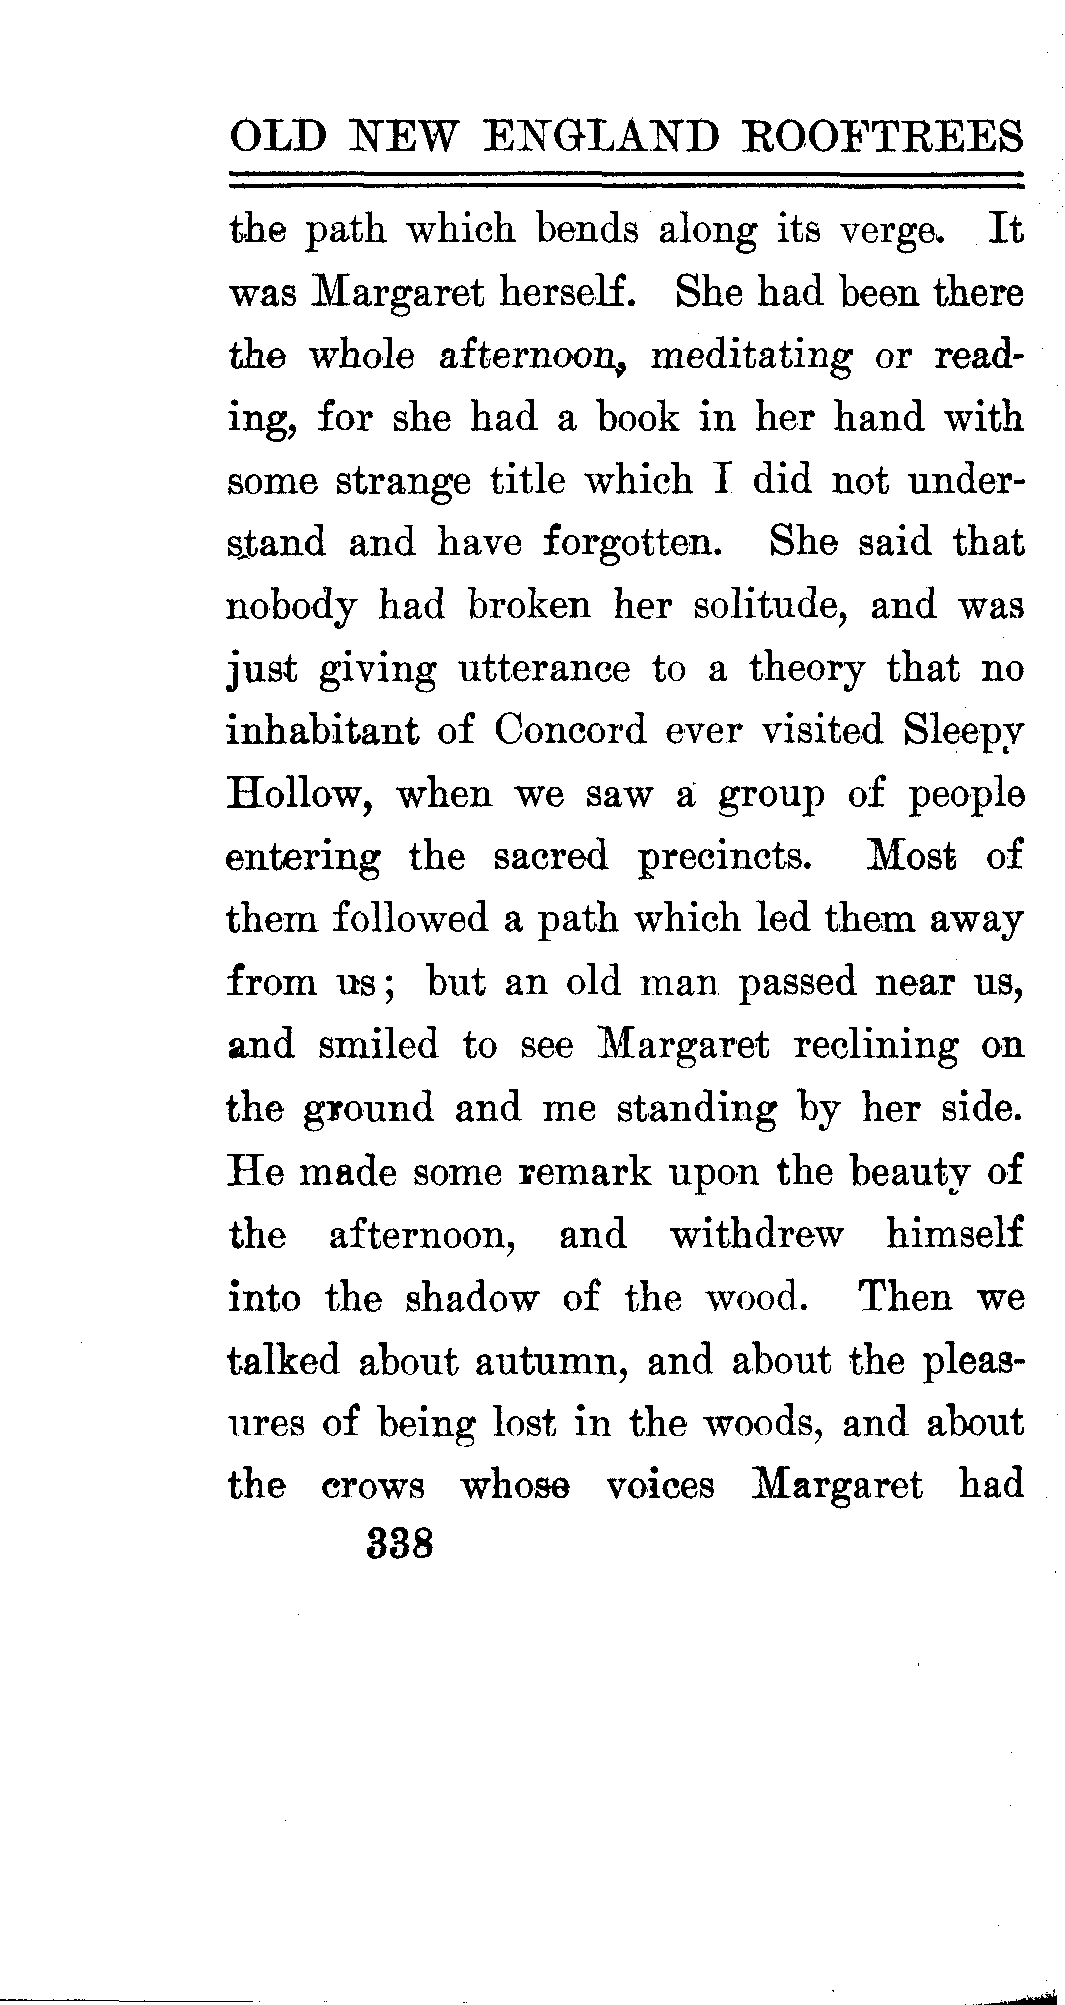 OLD NEW ENGLAND ROOFTREES
the path which bends along its verge. It
was Margaret herself. She had been there
the whole afternoon, meditating or read-
ing, for she had a book in her hand with
some strange title which I did not under-
stand and have forgotten. She said that
nobody had broken her solitude, and was
just giving utterance to a theory that no
inhabitant of Concord ever visited Sleepy
Hollow, when we saw a group of people
entering the sacred precincts. Most of
them followed a path which led them away
from us; but an old man passed near us,
and smiled to see Margaret reclining on
the ground and me standing by her side.
He made some remark upon the beauty of
the afternoon, and withdrew himself
into the shadow of the wood. Then we
talked about autumn, and about the pleas-
ures of being lost in the woods, and about
the crows whose voices Margaret had
338